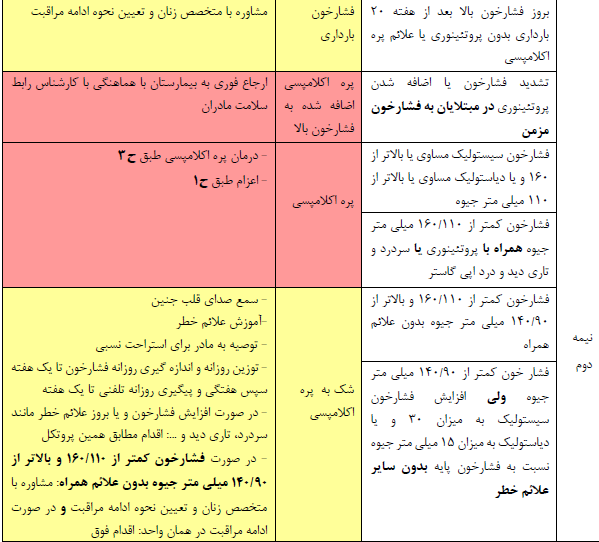 بروز فشارخون بالا بعد از هفته ۲۰
بارداری بدون پروتئینوری یا علائم پره
اکلامپسی
فشارخون
بارداری
مشاوره با متخصص زنان و تعیین نحوه ادامه مراقبت
تشدید فشارخون یا اضافه شدن
پروتئینوری در مبتلایان به فشارخون
مزمن
پره اکلامپسی
اضافه شده به
فشارخون بالا
ارجاع فوری به بیمارستان با هماهنگی با کارشناس رابط
سلامت مادران
نیمه
دوم
فشارخون سیستولیک مساوی یا بالاتر از
۱۶۰ و یا دیاستولیک مساوی یا بالاتر از
۱۱۰ میلی متر جیوه
فشارخون کمتر از ۱۶۰/۱۱۰ میلی متر
جیوه همراه با پروتئینوری یا سردرد و
تاری دید و درد اپی گاستر
پره اکلامپسی
- درمان پره اکلامپسی طبق ح۳
- اعزام طبق ح۱
فشارخون کمتر از ۱۶۰/۱۱۰ و بالاتر از
۱۴۰/۹۰ میلی متر جیوه بدون علائم
همراه
فشار خون کمتر از ۱۴۰/۹۰ میلی متر
جیوه ولی افزایش فشارخون
سیستولیک به میزان ۳۰ و یا
دیاستولیک به میزان ۱۵ میلی متر جیوه
نسبت به فشارخون پایه بدون سایر
علائم خطر
شک به پره
اکلامپسی
- سمع صدای قلب جنین
-آموزش علائم خطر
- توصیه به مادر برای استراحت نسبی
- توزین روزانه و اندازه گیری روزانه فشارخون تا یک هفته
سپس هفتگی و پیگیری روزانه تلفنی تا یک هفته
- در صورت افزایش فشارخون و یا بروز علائم خطر مانند
سردرد، تاری دید و ...: اقدام مطابق همین پروتکل
- در صورت فشارخون کمتر از ۱۶۰/۱۱۰ و بالاتر از
۱۴۰/۹۰ میلی متر جیوه بدون علائم همراه: مشاوره با
متخصص زنان و تعیین نحوه ادامه مراقبت و در صورت
ادامه مراقبت در همان واحد: اقدام فوق